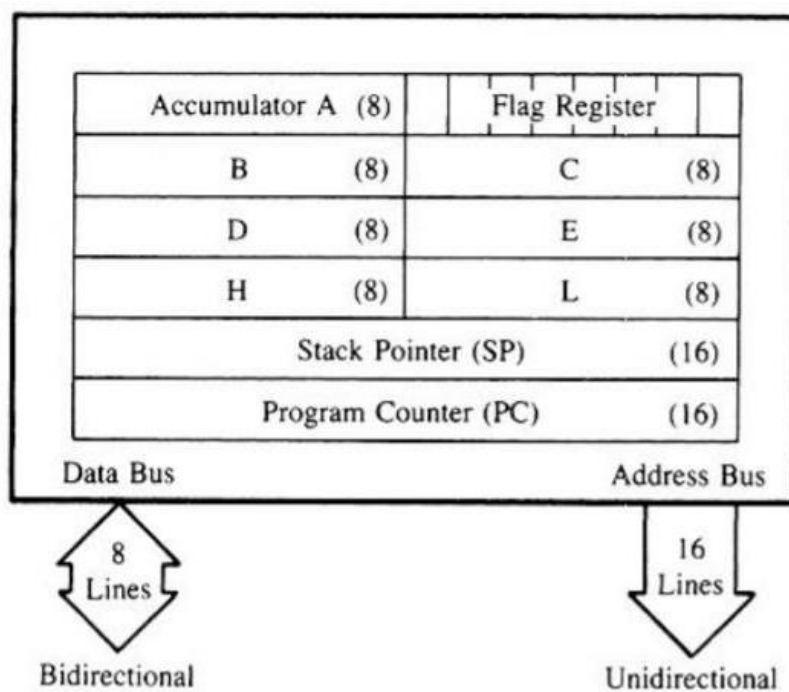 Accumulator A (8) Flag Register
B (8) C (8)
D (8) E (8)
H (8) L (8)
Stack Pointer (SP) (16)
Program Counter (PC) (16)
Data Bus Address Bus
8 16
Lines Lines
Bidirectional Unidirectional